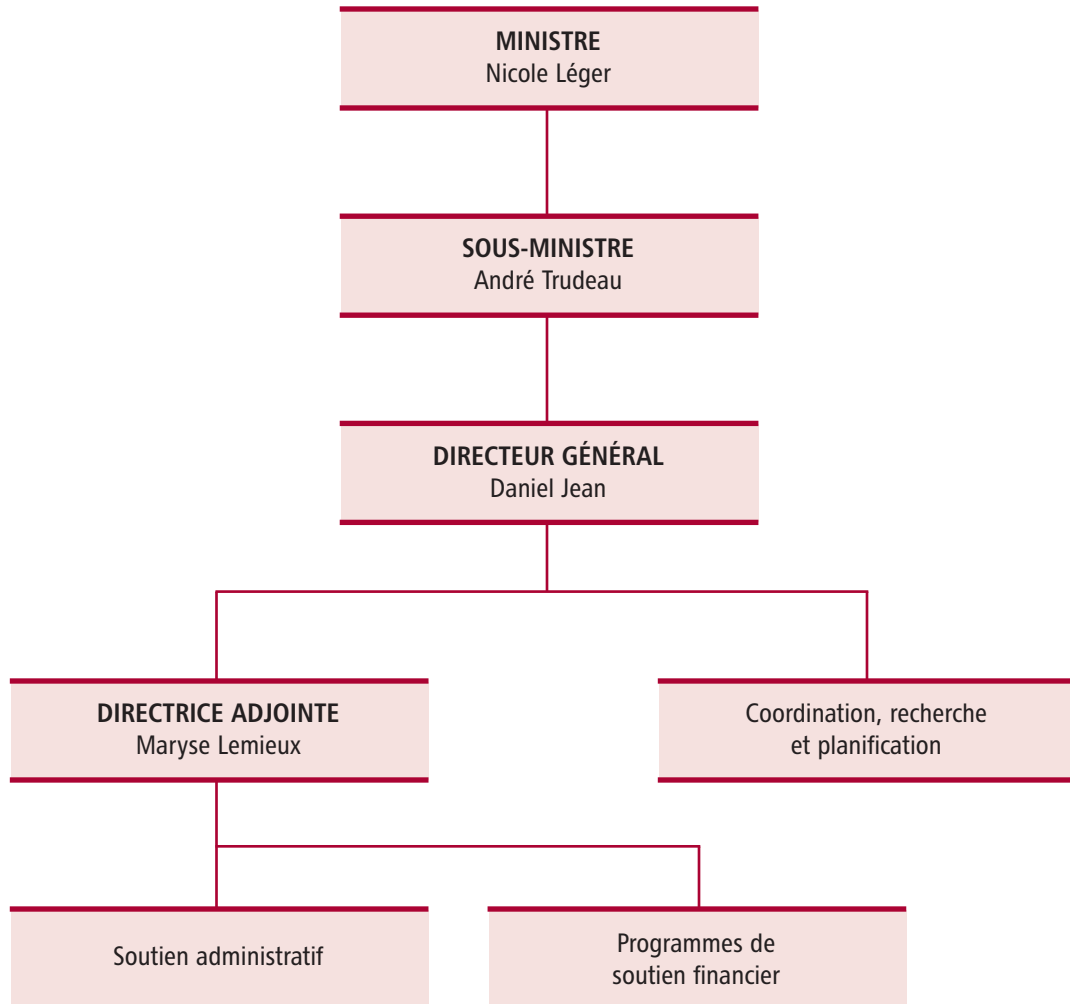 MINISTRE
Nicole Léger
SOUS-MINISTRE
André Trudeau
DIRECTEUR GÉNÉRAL
Daniel Jean
DIRECTRICE ADJOINTE
Maryse Lemieux
Coordination, recherche
et planification
Soutien administratif
Programmes de
soutien financier